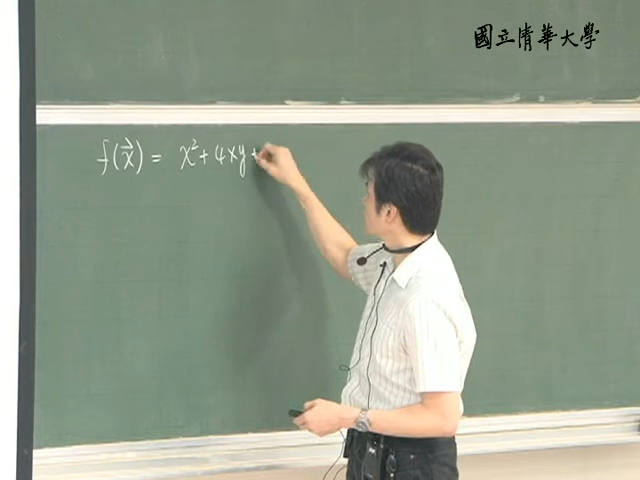 國立清華大學
f(x⃗) = x² + 4xy +